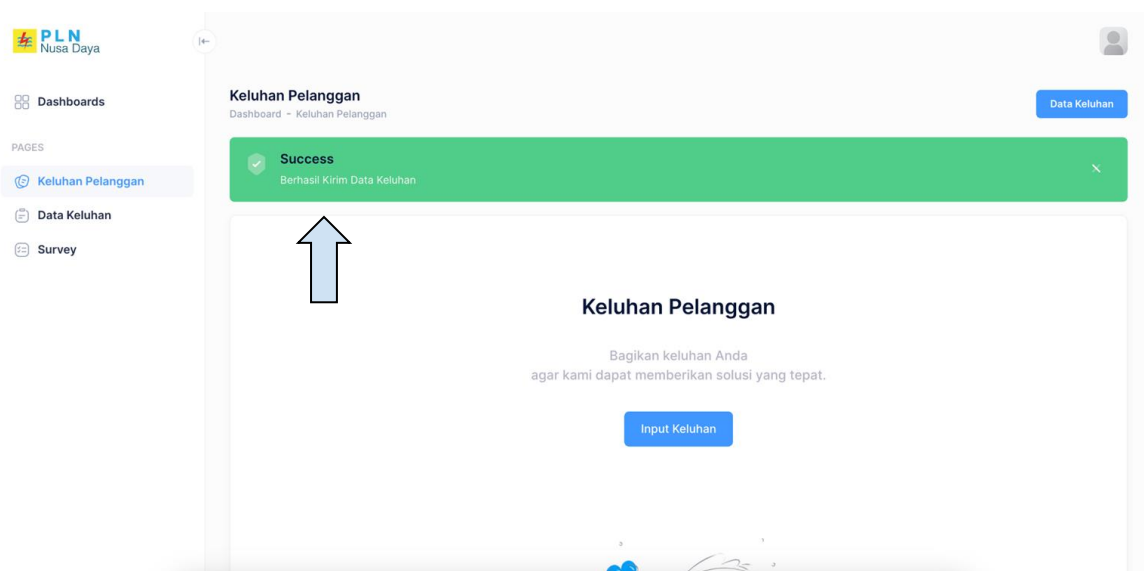 PLN
Nusa Daya
Dashboards
PAGES
Keluhan Pelanggan
Data Keluhan
Survey
Keluhan Pelanggan
Dashboard - Keluhan Pelanggan
Data Keluhan
Success
Berhasil Kirim Data Keluhan
Keluhan Pelanggan
Bagikan keluhan Anda
agar kami dapat memberikan solusi yang tepat.
Input Keluhan